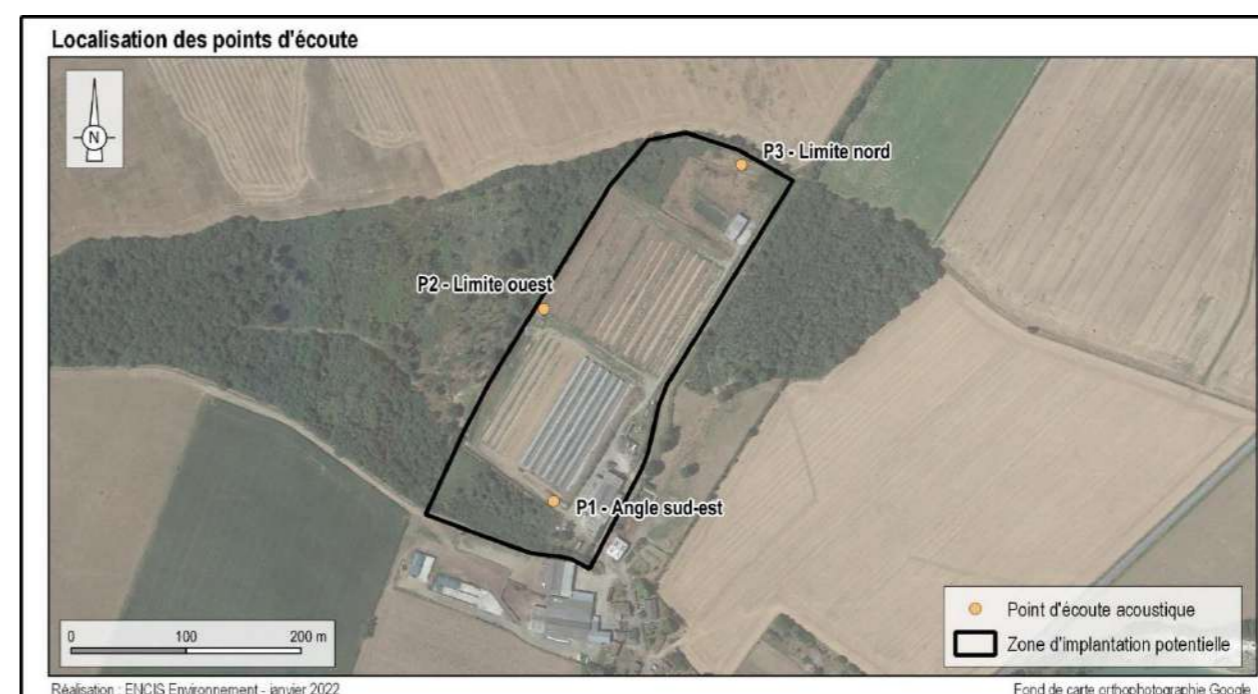 Localisation des points d'écoute
N
P3 - Limite nord
P2 - Limite ouest
P1 - Angle sud-est
0 100 200 m
Point d'écoute acoustique
Zone d'implantation potentielle
Réalisation : ENCIS Environnement - janvier 2022
Fond de carte orthophotographie Google